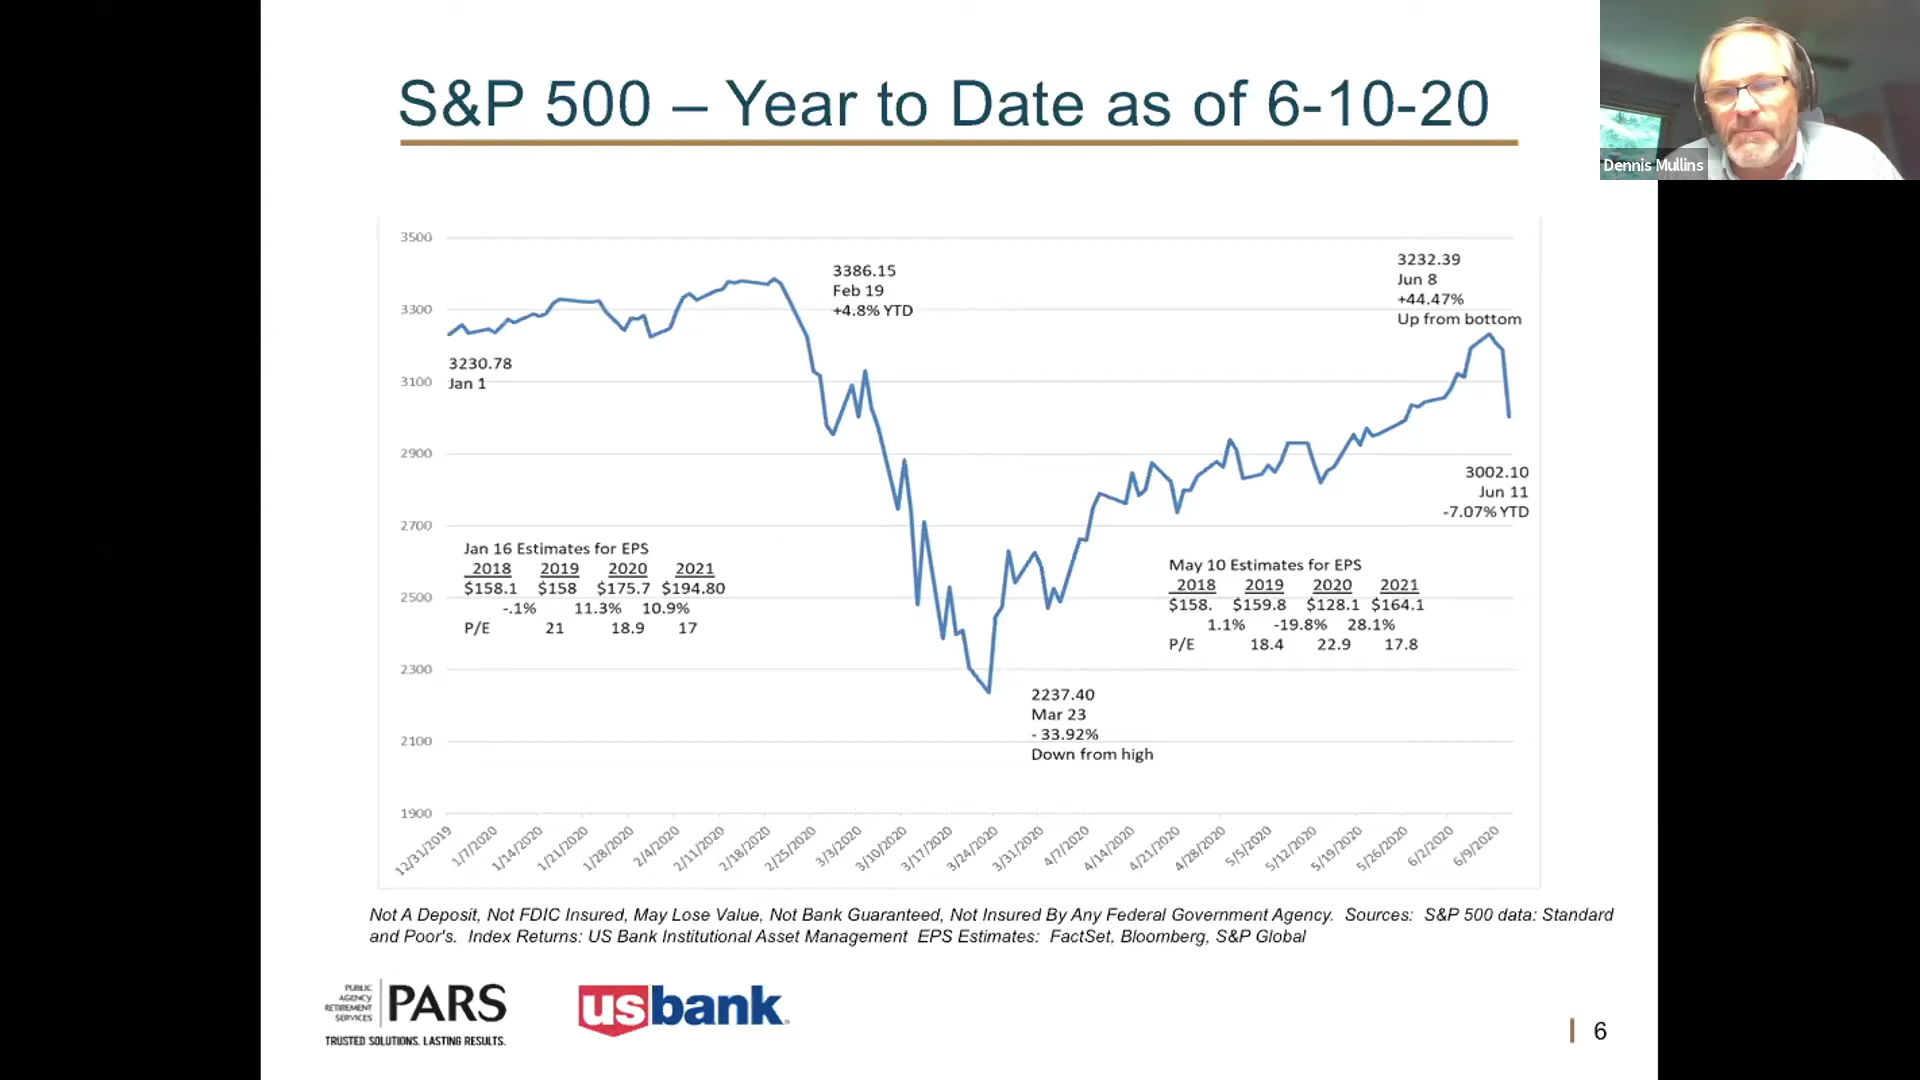 S&P 500 – Year to Date as of 6-10-20
Dennis Mullins
3500
3300
3100
2900
2700
2500
2300
2100
1900
3230.78
Jan 1
3386.15
Feb 19
+4.8% YTD
3232.39
Jun 8
+44.47%
Up from bottom
3002.10
Jun 11
-7.07% YTD
Jan 16 Estimates for EPS
2018 2019 2020 2021
$158.1 $158 $175.7 $194.80
-.1% 11.3% 10.9%
P/E 21 18.9 17
May 10 Estimates for EPS
2018 2019 2020 2021
$158. $159.8 $128.1 $164.1
1.1% -19.8% 28.1%
P/E 18.4 22.9 17.8
2237.40
Mar 23
- 33.92%
Down from high
12/31/2019
1/7/2020
1/14/2020
1/21/2020
1/28/2020
2/4/2020
2/11/2020
2/18/2020
2/25/2020
3/3/2020
3/10/2020
3/17/2020
3/24/2020
3/31/2020
4/7/2020
4/14/2020
4/21/2020
4/28/2020
5/5/2020
5/12/2020
5/19/2020
5/26/2020
6/2/2020
6/9/2020
Not A Deposit, Not FDIC Insured, May Lose Value, Not Bank Guaranteed, Not Insured By Any Federal Government Agency. Sources: S&P 500 data: Standard
and Poor's. Index Returns: US Bank Institutional Asset Management EPS Estimates: FactSet, Bloomberg, S&P Global
PUBLIC
AGENCY
RETIREMENT
SERVICES
PARS
TRUSTED SOLUTIONS. LASTING RESULTS.
usbank
6